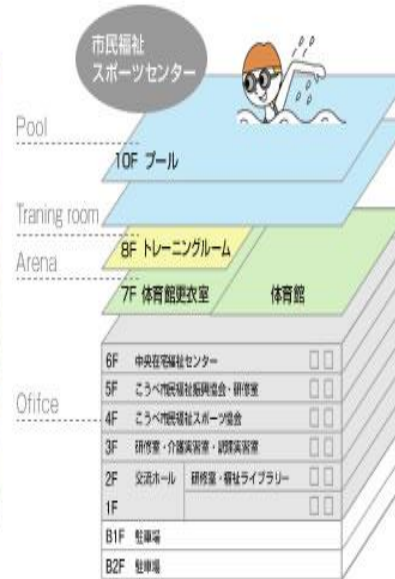 市民福祉
スポーツセンター
Pool
10F プール
Traning room
8F トレーニングルーム
Arena
7F 体育館更衣室 体育館
6F 中央在宅福祉センター
5F こうべ市民福祉振興協会・研修室
Ofifce
4F こうべ市民福祉スポーツ協会
3F 研修室・介護実習室・調理実習室
2F 交流ホール 研修室・福祉ライブラリー
1F
B1F 駐車場
B2F 駐車場